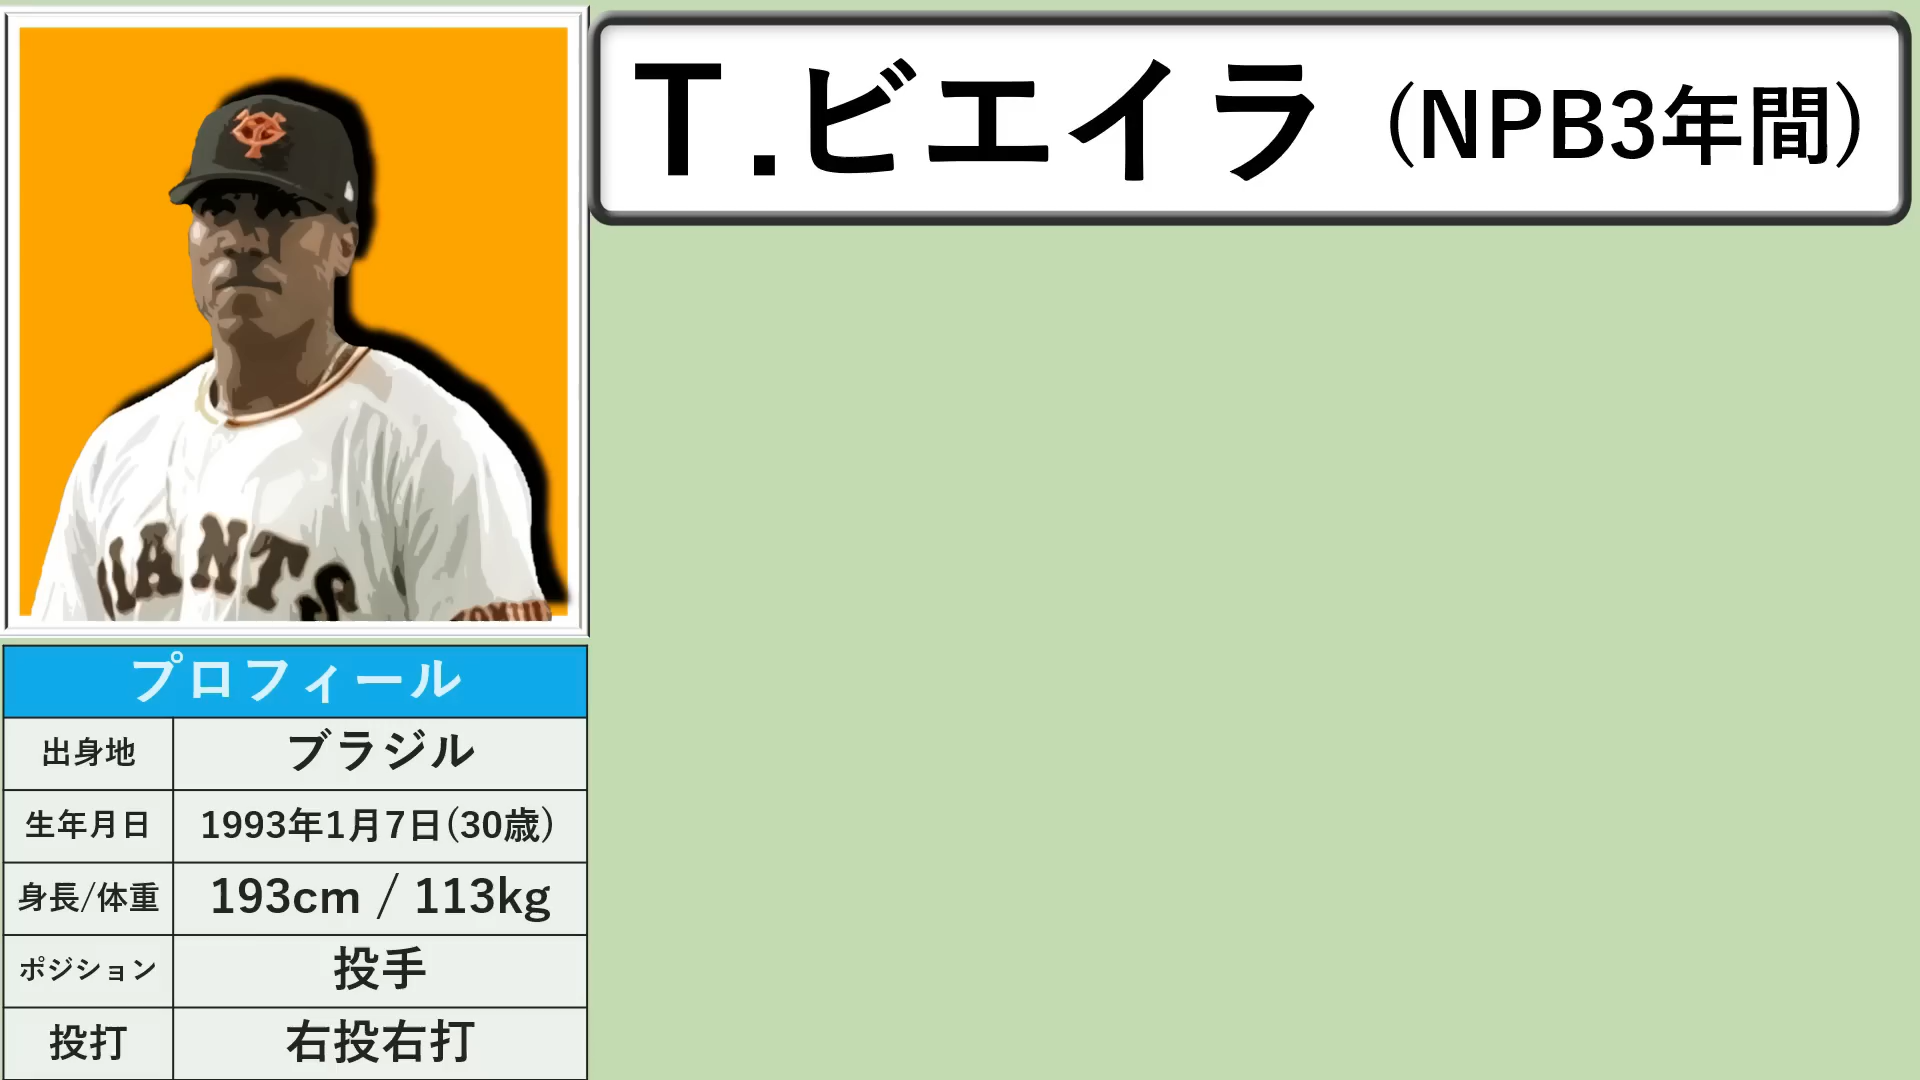 T.ビエイラ（NPB3年間）
GIANTS
プロフィール
出身地 ブラジル
生年月日 1993年1月7日(30歳)
身長/体重 193cm / 113kg
ポジション 投手
投打 右投右打